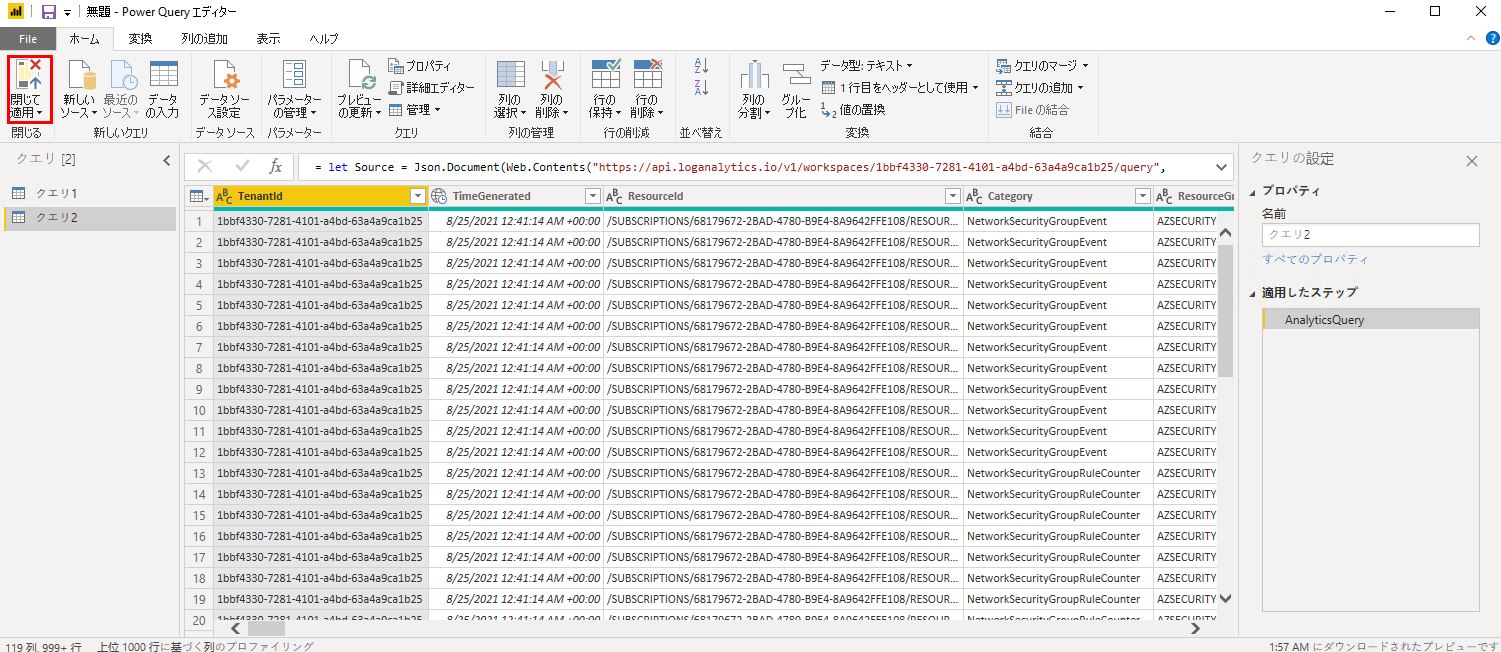 無題 - Power Query エディター
File ホーム 変換 列の追加 表示 ヘルプ
閉じて適用 新しいソース 最近のソース データの入力 データ ソース設定 パラメーターの管理 プレビューの更新 プロパティ 詳細エディター 管理 列の選択 列の削除 行の保持 行の削除 列の分割 グループ化 データ型: テキスト 1 行目をヘッダーとして使用 値の置換 クエリのマージ クエリの追加 File の結合
閉じる 新しいクエリ データ ソース パラメーター クエリ 列の管理 行の削減 並べ替え 変換 結合
クエリ [2]
クエリ1
クエリ2
fx = let Source = Json.Document(Web.Contents("https://api.loganalytics.io/v1/workspaces/1bbf4330-7281-4101-a4bd-63a4a9ca1b25/query",
TenantId TimeGenerated ResourceId Category ResourceGr
1 1bbf4330-7281-4101-a4bd-63a4a9ca1b25 8/25/2021 12:41:14 AM +00:00 /SUBSCRIPTIONS/68179672-2BAD-4780-B9E4-8A9642FFE108/RESOUR... NetworkSecurityGroupEvent AZSECURITY
2 1bbf4330-7281-4101-a4bd-63a4a9ca1b25 8/25/2021 12:41:14 AM +00:00 /SUBSCRIPTIONS/68179672-2BAD-4780-B9E4-8A9642FFE108/RESOUR... NetworkSecurityGroupEvent AZSECURITY
3 1bbf4330-7281-4101-a4bd-63a4a9ca1b25 8/25/2021 12:41:14 AM +00:00 /SUBSCRIPTIONS/68179672-2BAD-4780-B9E4-8A9642FFE108/RESOUR... NetworkSecurityGroupEvent AZSECURITY
4 1bbf4330-7281-4101-a4bd-63a4a9ca1b25 8/25/2021 12:41:14 AM +00:00 /SUBSCRIPTIONS/68179672-2BAD-4780-B9E4-8A9642FFE108/RESOUR... NetworkSecurityGroupEvent AZSECURITY
5 1bbf4330-7281-4101-a4bd-63a4a9ca1b25 8/25/2021 12:41:14 AM +00:00 /SUBSCRIPTIONS/68179672-2BAD-4780-B9E4-8A9642FFE108/RESOUR... NetworkSecurityGroupEvent AZSECURITY
6 1bbf4330-7281-4101-a4bd-63a4a9ca1b25 8/25/2021 12:41:14 AM +00:00 /SUBSCRIPTIONS/68179672-2BAD-4780-B9E4-8A9642FFE108/RESOUR... NetworkSecurityGroupEvent AZSECURITY
7 1bbf4330-7281-4101-a4bd-63a4a9ca1b25 8/25/2021 12:41:14 AM +00:00 /SUBSCRIPTIONS/68179672-2BAD-4780-B9E4-8A9642FFE108/RESOUR... NetworkSecurityGroupEvent AZSECURITY
8 1bbf4330-7281-4101-a4bd-63a4a9ca1b25 8/25/2021 12:41:14 AM +00:00 /SUBSCRIPTIONS/68179672-2BAD-4780-B9E4-8A9642FFE108/RESOUR... NetworkSecurityGroupEvent AZSECURITY
9 1bbf4330-7281-4101-a4bd-63a4a9ca1b25 8/25/2021 12:41:14 AM +00:00 /SUBSCRIPTIONS/68179672-2BAD-4780-B9E4-8A9642FFE108/RESOUR... NetworkSecurityGroupEvent AZSECURITY
10 1bbf4330-7281-4101-a4bd-63a4a9ca1b25 8/25/2021 12:41:14 AM +00:00 /SUBSCRIPTIONS/68179672-2BAD-4780-B9E4-8A9642FFE108/RESOUR... NetworkSecurityGroupEvent AZSECURITY
11 1bbf4330-7281-4101-a4bd-63a4a9ca1b25 8/25/2021 12:41:14 AM +00:00 /SUBSCRIPTIONS/68179672-2BAD-4780-B9E4-8A9642FFE108/RESOUR... NetworkSecurityGroupEvent AZSECURITY
12 1bbf4330-7281-4101-a4bd-63a4a9ca1b25 8/25/2021 12:41:14 AM +00:00 /SUBSCRIPTIONS/68179672-2BAD-4780-B9E4-8A9642FFE108/RESOUR... NetworkSecurityGroupEvent AZSECURITY
13 1bbf4330-7281-4101-a4bd-63a4a9ca1b25 8/25/2021 12:41:14 AM +00:00 /SUBSCRIPTIONS/68179672-2BAD-4780-B9E4-8A9642FFE108/RESOUR... NetworkSecurityGroupRuleCounter AZSECURITY
14 1bbf4330-7281-4101-a4bd-63a4a9ca1b25 8/25/2021 12:41:14 AM +00:00 /SUBSCRIPTIONS/68179672-2BAD-4780-B9E4-8A9642FFE108/RESOUR... NetworkSecurityGroupRuleCounter AZSECURITY
15 1bbf4330-7281-4101-a4bd-63a4a9ca1b25 8/25/2021 12:41:14 AM +00:00 /SUBSCRIPTIONS/68179672-2BAD-4780-B9E4-8A9642FFE108/RESOUR... NetworkSecurityGroupRuleCounter AZSECURITY
16 1bbf4330-7281-4101-a4bd-63a4a9ca1b25 8/25/2021 12:41:14 AM +00:00 /SUBSCRIPTIONS/68179672-2BAD-4780-B9E4-8A9642FFE108/RESOUR... NetworkSecurityGroupRuleCounter AZSECURITY
17 1bbf4330-7281-4101-a4bd-63a4a9ca1b25 8/25/2021 12:41:14 AM +00:00 /SUBSCRIPTIONS/68179672-2BAD-4780-B9E4-8A9642FFE108/RESOUR... NetworkSecurityGroupRuleCounter AZSECURITY
18 1bbf4330-7281-4101-a4bd-63a4a9ca1b25 8/25/2021 12:41:14 AM +00:00 /SUBSCRIPTIONS/68179672-2BAD-4780-B9E4-8A9642FFE108/RESOUR... NetworkSecurityGroupRuleCounter AZSECURITY
19 1bbf4330-7281-4101-a4bd-63a4a9ca1b25 8/25/2021 12:41:14 AM +00:00 /SUBSCRIPTIONS/68179672-2BAD-4780-B9E4-8A9642FFE108/RESOUR... NetworkSecurityGroupRuleCounter AZSECURITY
20
クエリの設定
プロパティ
名前
クエリ2
すべてのプロパティ
適用したステップ
AnalyticsQuery
119 列, 999+ 行 上位 1000 行に基づく列のプロファイリング
1:57 AM にダウンロードされたプレビューです